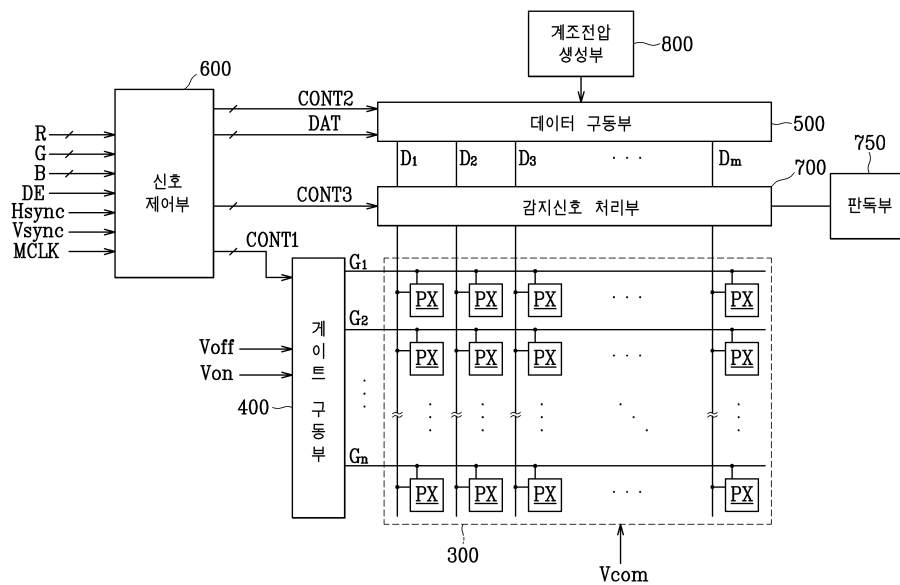 계조전압
생성부
800
600
CONT2
DAT
데이터 구동부
500
R
G
B
DE
Hsync
Vsync
MCLK
신호
제어부
D1 D2 D3 · · · Dm
700
750
CONT3
감지신호 처리부
판독부
CONT1
G1
PX PX PX · · · PX
G2
PX PX PX · · · PX
Voff
Von
400
게이트 구동부
Gn
PX PX PX · · · PX
300
Vcom